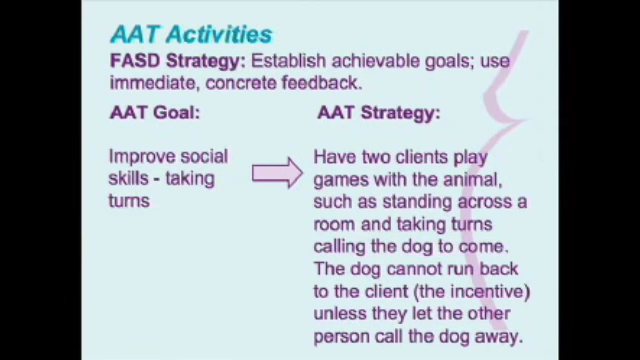 AAT Activities
FASD Strategy: Establish achievable goals; use
immediate, concrete feedback.
AAT Goal:
AAT Strategy:
Improve social
skills - taking
turns
Have two clients play
games with the animal,
such as standing across a
room and taking turns
calling the dog to come.
The dog cannot run back
to the client (the incentive)
unless they let the other
person call the dog away.